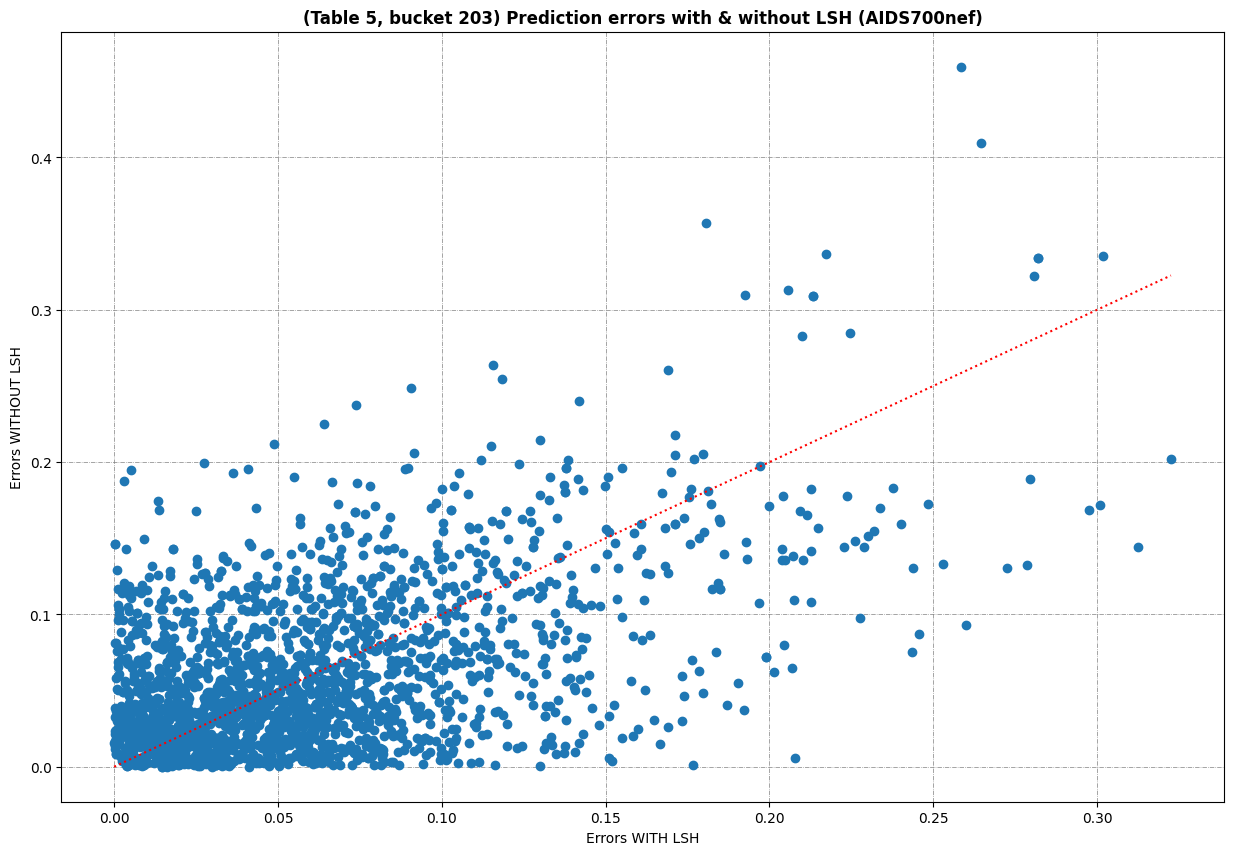 (Table 5, bucket 203) Prediction errors with & without LSH (AIDS700nef)
Errors WITHOUT LSH
0.4
0.3
0.2
0.1
0.0
0.00 0.05 0.10 0.15 0.20 0.25 0.30
Errors WITH LSH